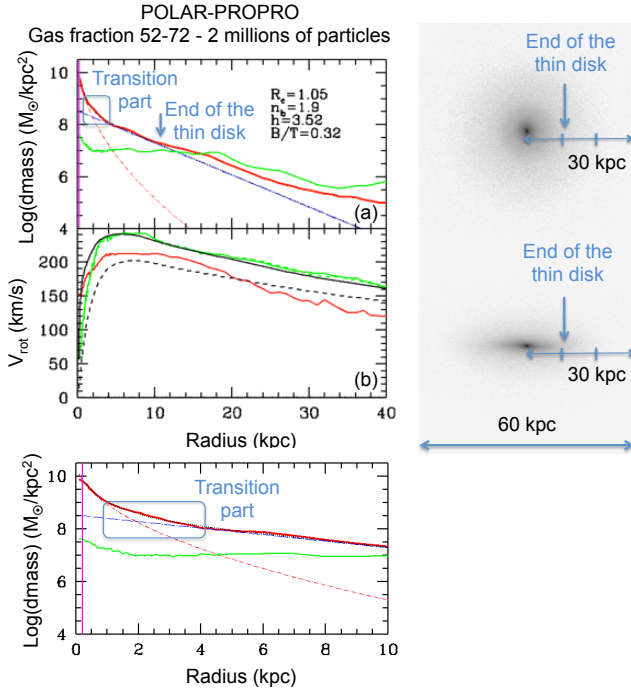 POLAR-PROPRO
Gas fraction 52-72 - 2 millions of particles
Log(dmass) (M⊙/kpc²)
10
8
6
4
Transition
part
End of the
thin disk
R_e=1.05
n_b=1.9
h=3.52
B/T=0.32
(a)
V_rot (km/s)
200
150
100
50
0
(b)
0
10
20
30
40
Radius (kpc)
Log(dmass) (M⊙/kpc²)
10
8
6
4
Transition
part
0
2
4
6
8
10
Radius (kpc)
End of the
thin disk
30 kpc
End of the
thin disk
30 kpc
60 kpc